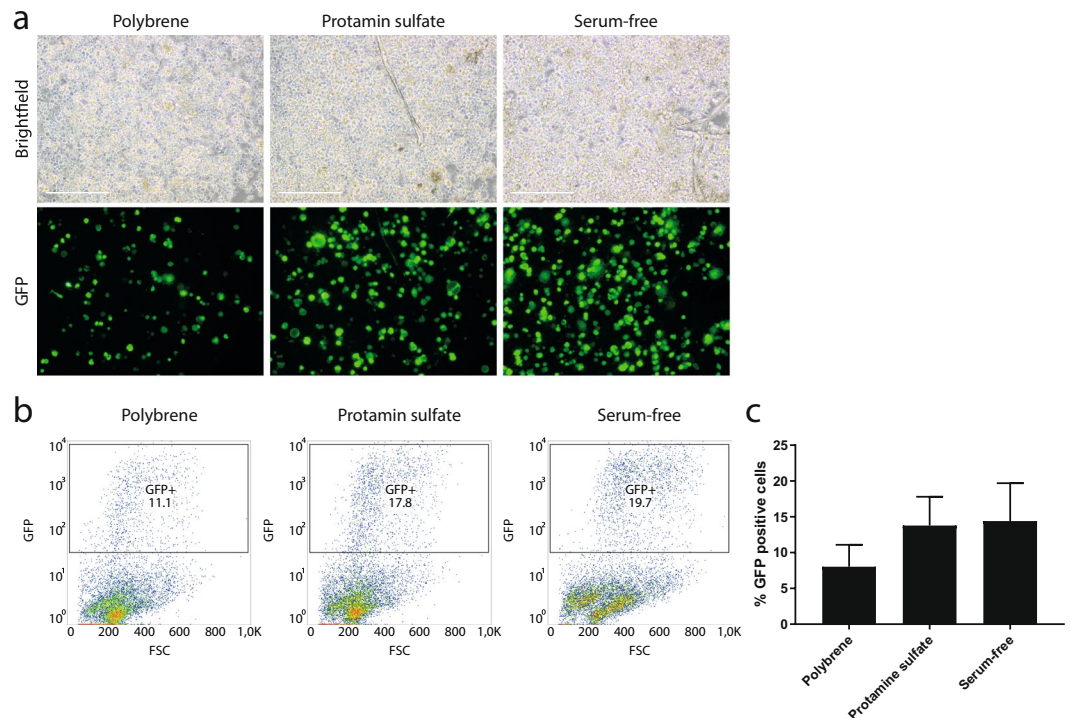 a
Polybrene
Protamin sulfate
Serum-free
Brightfield
GFP
b
Polybrene
Protamin sulfate
Serum-free
GFP
10⁴
10³
10²
10¹
10⁰
GFP+
11.1
0
200
400
600
800
1,0K
FSC
GFP
10⁴
10³
10²
10¹
10⁰
GFP+
17.8
0
200
400
600
800
1,0K
FSC
GFP
10⁴
10³
10²
10¹
10⁰
GFP+
19.7
0
200
400
600
800
1,0K
FSC
c
% GFP positive cells
25
20
15
10
5
0
Polybrene
Protamine sulfate
Serum-free